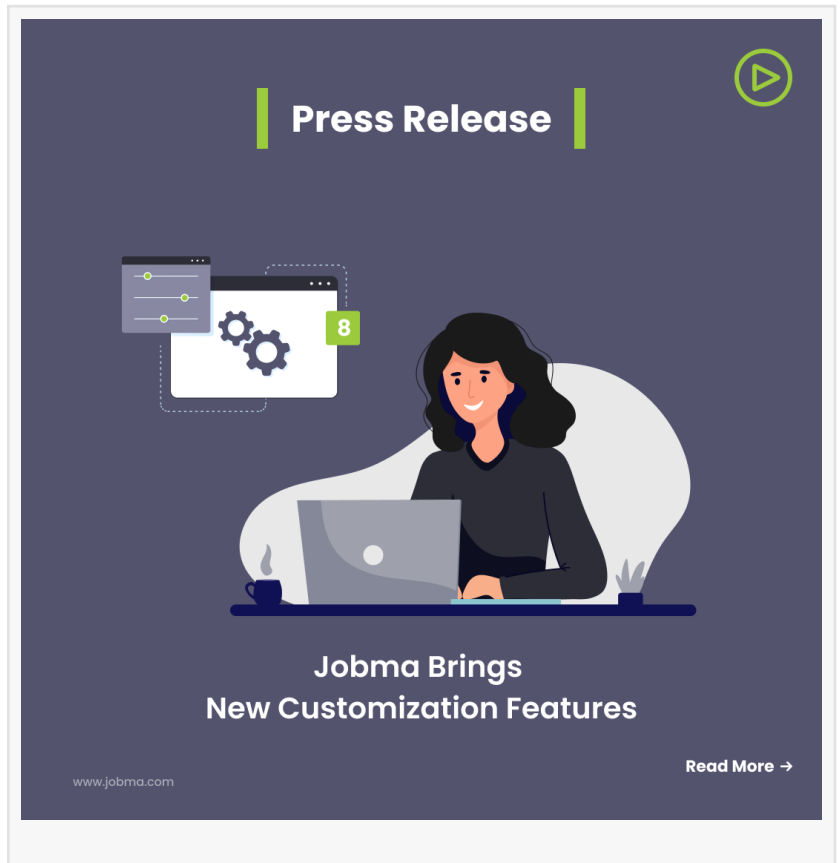 Press Release
8
Jobma Brings
New Customization Features
Read More →
www.jobma.com